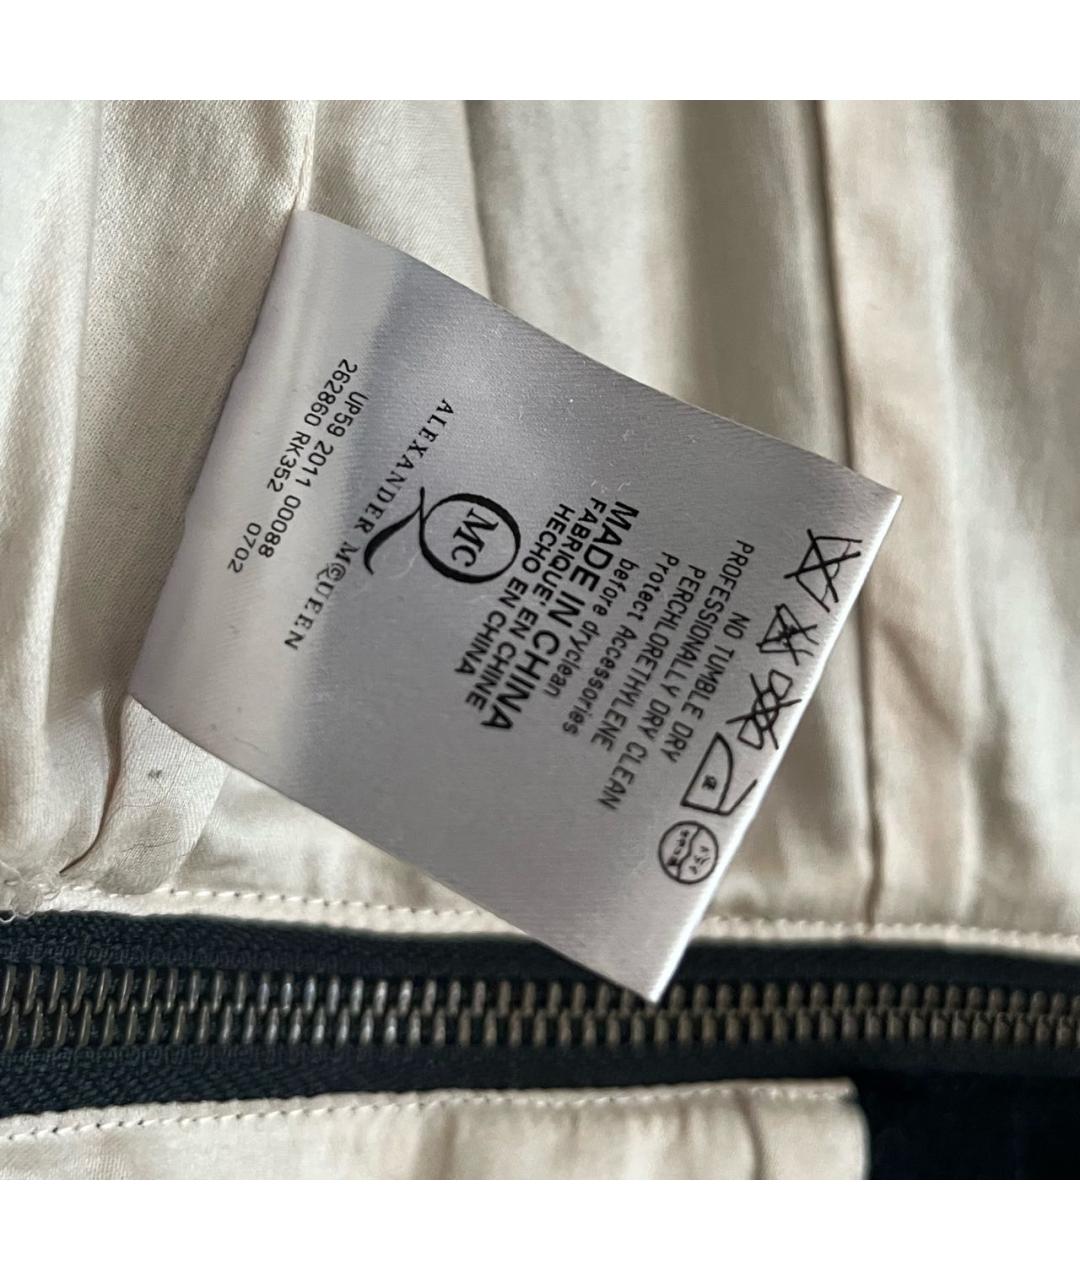 PROFESSIONALLY DRY CLEAN
PERCHLORETHYLENE
NO TUMBLE DRY
Protect Accessories
before dryclean
MADE IN CHINA
FABRIQUE' EN CHINE
HECHO EN CHINA
McQ
ALEXANDER McQUEEN
UP59 2011 00088
262860 RK352 0702